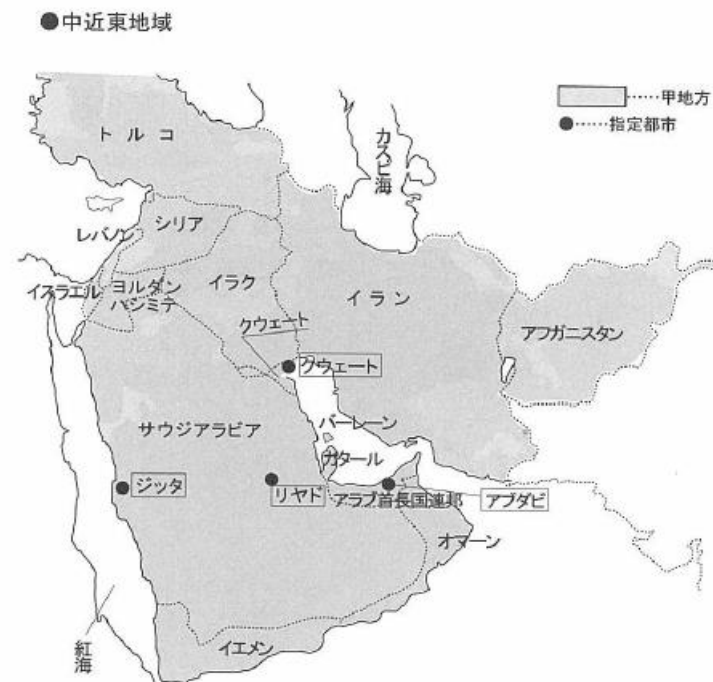 ●中近東地域
……甲地方
●……指定都市
トルコ
カスピ海
レバノン
シリア
イスラエル
ヨルダン
ハシミテ
イラク
イラン
アフガニスタン
クウェート
クウェート
サウジアラビア
バーレーン
カタール
ジッタ
リヤド
アラブ首長国連邦
アブダビ
オマーン
イエメン
紅海